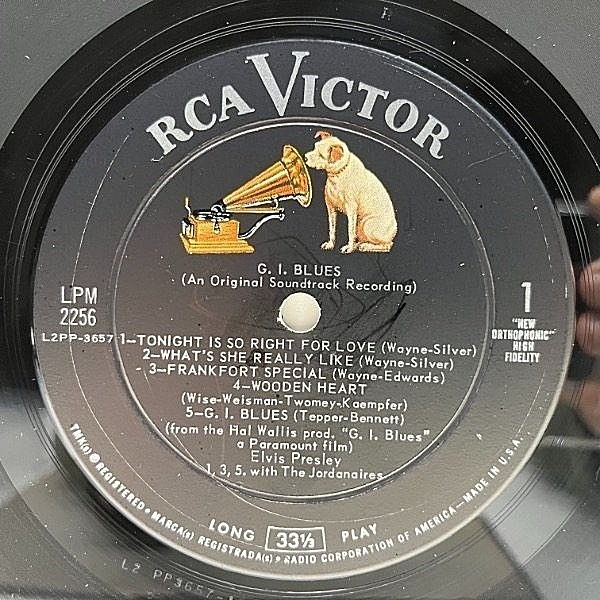 RCA VICTOR
G. I. BLUES
(An Original Soundtrack Recording)
LPM
2256
1
"NEW
ORTHOPHONIC"
HIGH
FIDELITY
L2PP-3657
1—TONIGHT IS SO RIGHT FOR LOVE (Wayne-Silver)
2—WHAT'S SHE REALLY LIKE (Wayne-Silver)
3—FRANKFORT SPECIAL (Wayne-Edwards)
4—WOODEN HEART
(Wise-Weisman-Twomey-Kaempfer)
5—G. I. BLUES (Tepper-Bennett)
(from the Hal Wallis prod. "G. I. Blues"
a Paramount film)
Elvis Presley
1, 3, 5. with The Jordanaires
LONG 33⅓ PLAY
TMK(s) ® REGISTERED • MARCA(s) REGISTRADA(s) • RADIO CORPORATION OF AMERICA—MADE IN U.S.A.
L2 PP3657-1